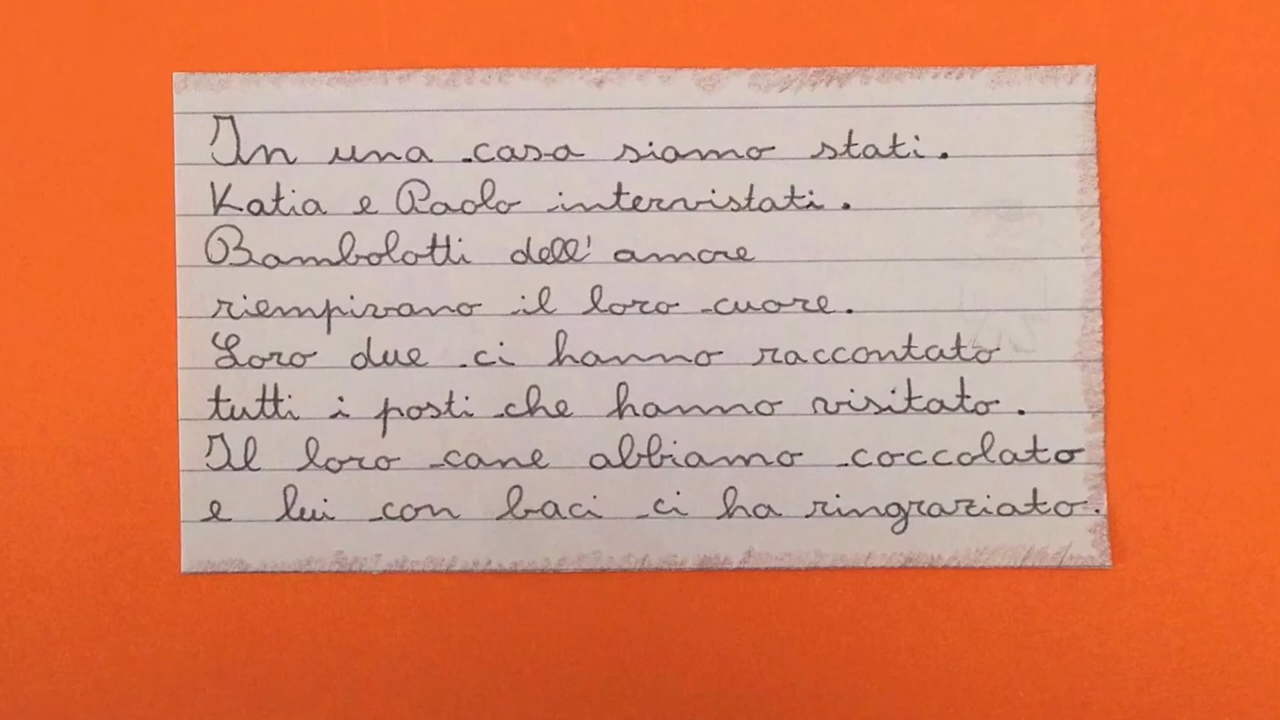 In una casa siamo stati.
Katia e Paolo intervistati.
Bambolotti dell' amore
riempivano il loro cuore.
Loro due ci hanno raccontato
tutti i posti che hanno visitato.
Il loro cane abbiamo coccolato
e lui con baci ci ha ringraziato.